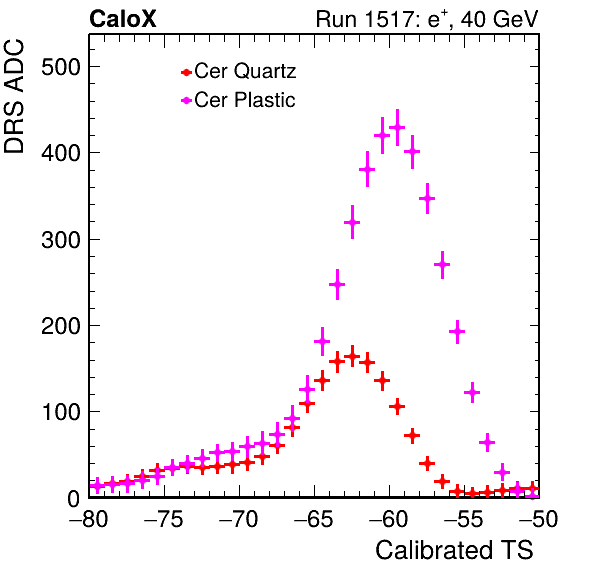 CaloX Run 1517: e⁺, 40 GeV
DRS ADC
Cer Quartz
Cer Plastic
500
400
300
200
100
0
−80 −75 −70 −65 −60 −55 −50
Calibrated TS